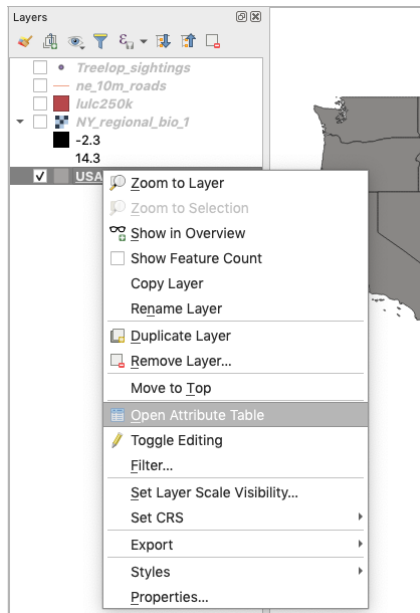 Layers
Treelop_sightings
ne_10m_roads
lulc250k
NY_regional_bio_1
-2.3
14.3
USA
Zoom to Layer
Zoom to Selection
Show in Overview
Show Feature Count
Copy Layer
Rename Layer
Duplicate Layer
Remove Layer...
Move to Top
Open Attribute Table
Toggle Editing
Filter...
Set Layer Scale Visibility...
Set CRS
Export
Styles
Properties...